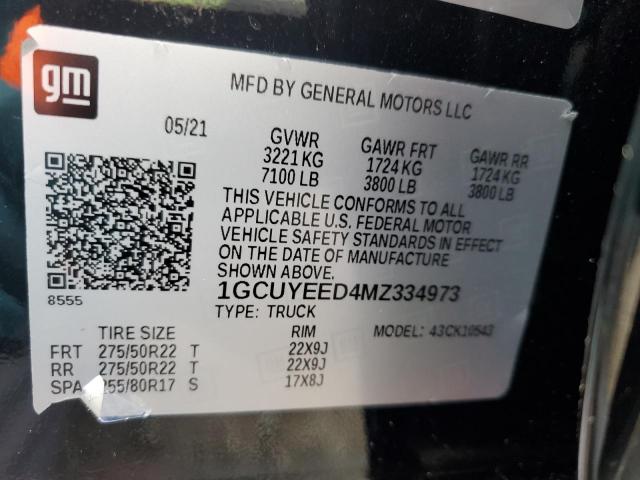 gm
MFD BY GENERAL MOTORS LLC
05/21
GVWR GAWR FRT GAWR RR
3221 KG 1724 KG 1724 KG
7100 LB 3800 LB 3800 LB
THIS VEHICLE CONFORMS TO ALL
APPLICABLE U.S. FEDERAL MOTOR
VEHICLE SAFETY STANDARDS IN EFFECT
ON THE DATE OF MANUFACTURE
SHOWN ABOVE.
8555
1GCUYEED4MZ334973
TYPE: TRUCK
TIRE SIZE RIM MODEL: 43CK10543
FRT 275/50R22 T 22X9J
RR 275/50R22 T 22X9J
SPA 255/80R17 S 17X8J